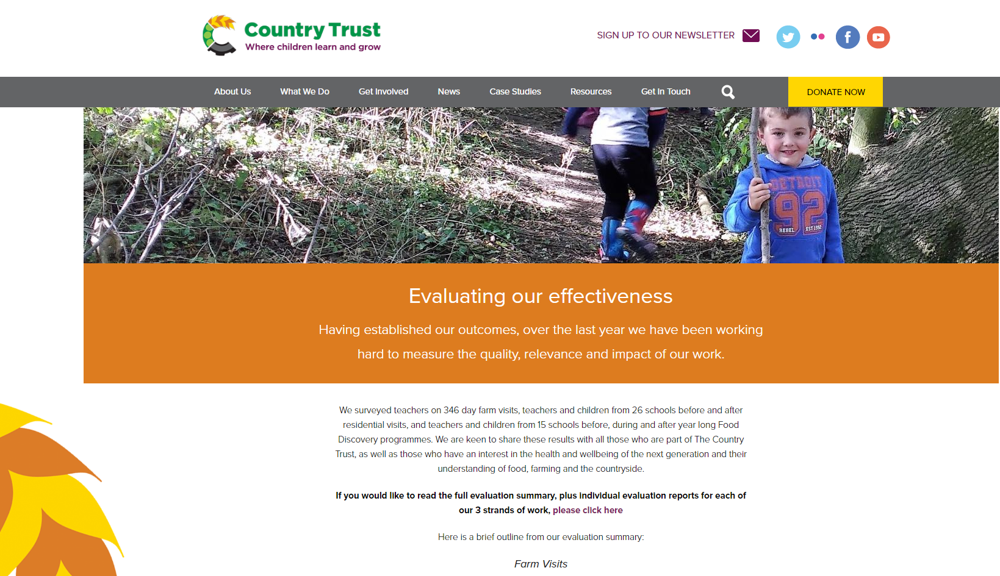 Country Trust
Where children learn and grow
SIGN UP TO OUR NEWSLETTER
About Us
What We Do
Get Involved
News
Case Studies
Resources
Get In Touch
DONATE NOW
DETROIT
92
REBEL EST 1992
Evaluating our effectiveness
Having established our outcomes, over the last year we have been working
hard to measure the quality, relevance and impact of our work.
We surveyed teachers on 346 day farm visits, teachers and children from 26 schools before and after
residential visits, and teachers and children from 15 schools before, during and after year long Food
Discovery programmes. We are keen to share these results with all those who are part of The Country
Trust, as well as those who have an interest in the health and wellbeing of the next generation and their
understanding of food, farming and the countryside.
If you would like to read the full evaluation summary, plus individual evaluation reports for each of
our 3 strands of work, please click here
Here is a brief outline from our evaluation summary:
Farm Visits